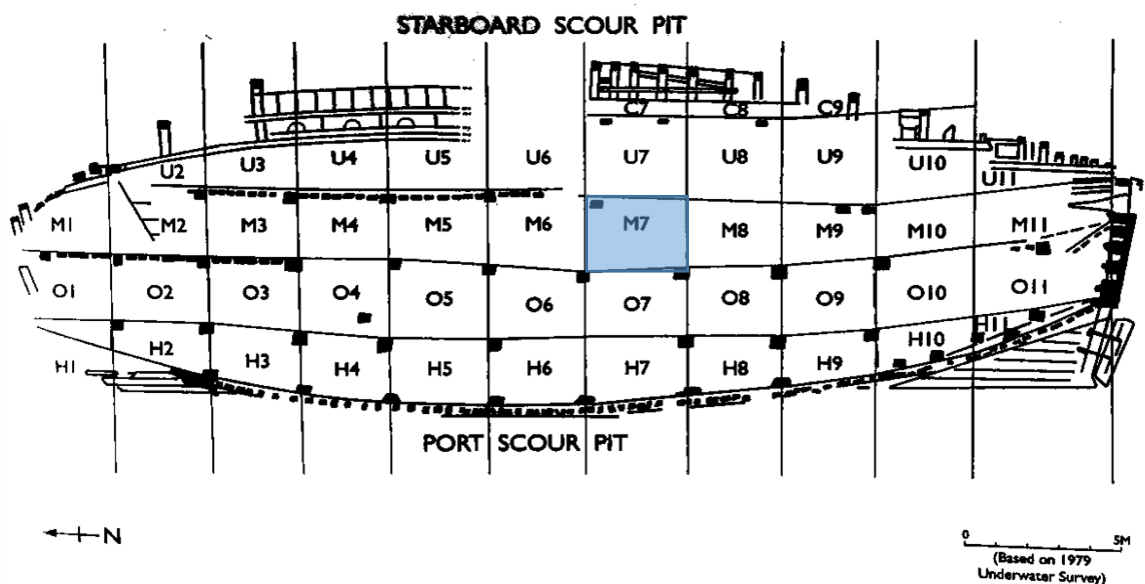 STARBOARD SCOUR PIT
C7 C8 C9
U2 U3 U4 U5 U6 U7 U8 U9 U10 U11
M1 M2 M3 M4 M5 M6 M7 M8 M9 M10 M11
O1 O2 O3 O4 O5 O6 O7 O8 O9 O10 O11
H1 H2 H3 H4 H5 H6 H7 H8 H9 H10 H11
PORT SCOUR PIT
N
0 5M
(Based on 1979
Underwater Survey)